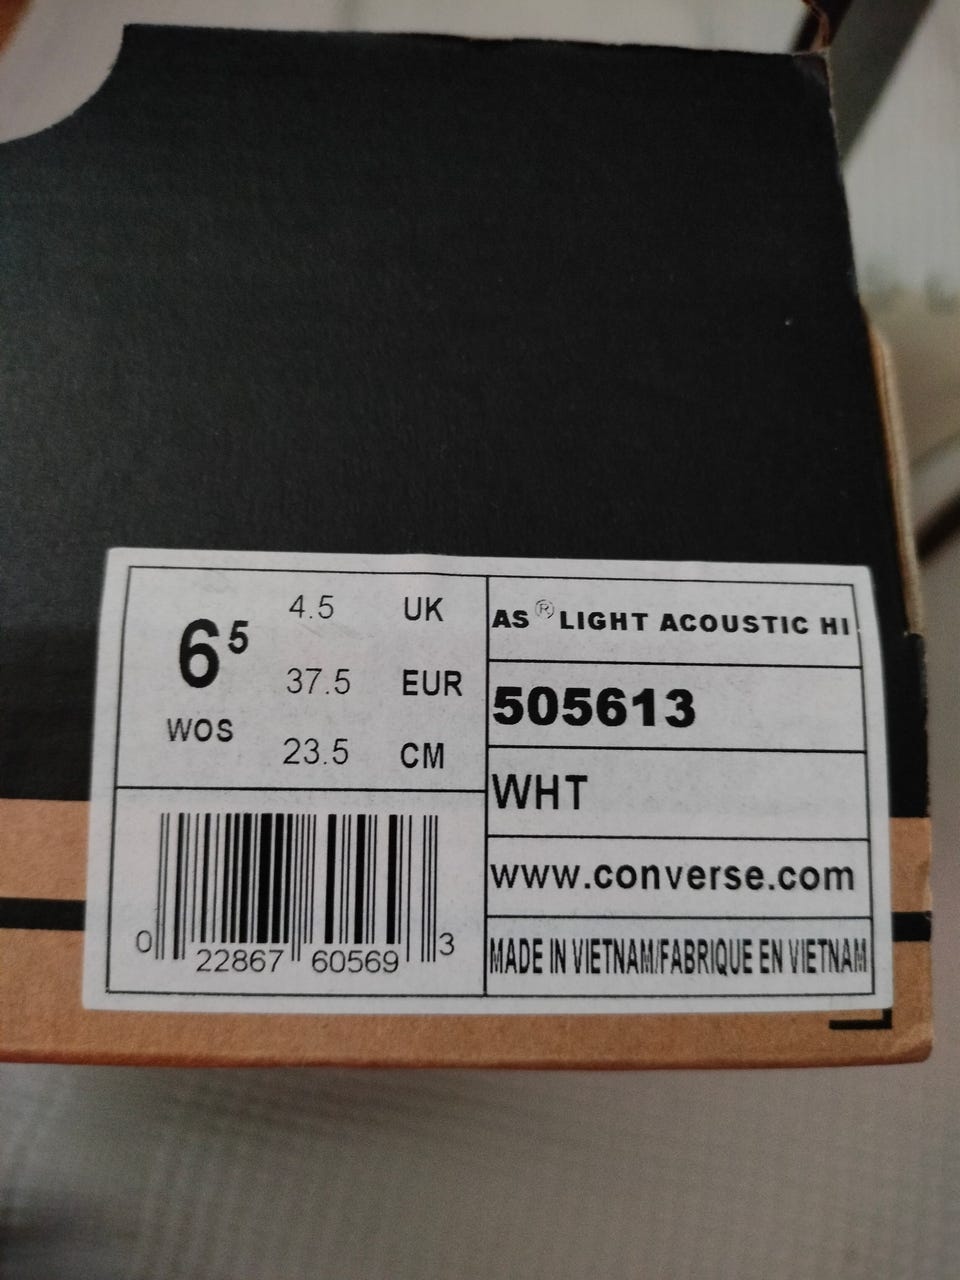 6⁵
WOS
4.5 UK
37.5 EUR
23.5 CM
0 22867 60569 3
AS® LIGHT ACOUSTIC HI
505613
WHT
www.converse.com
MADE IN VIETNAM/FABRIQUE EN VIETNAM